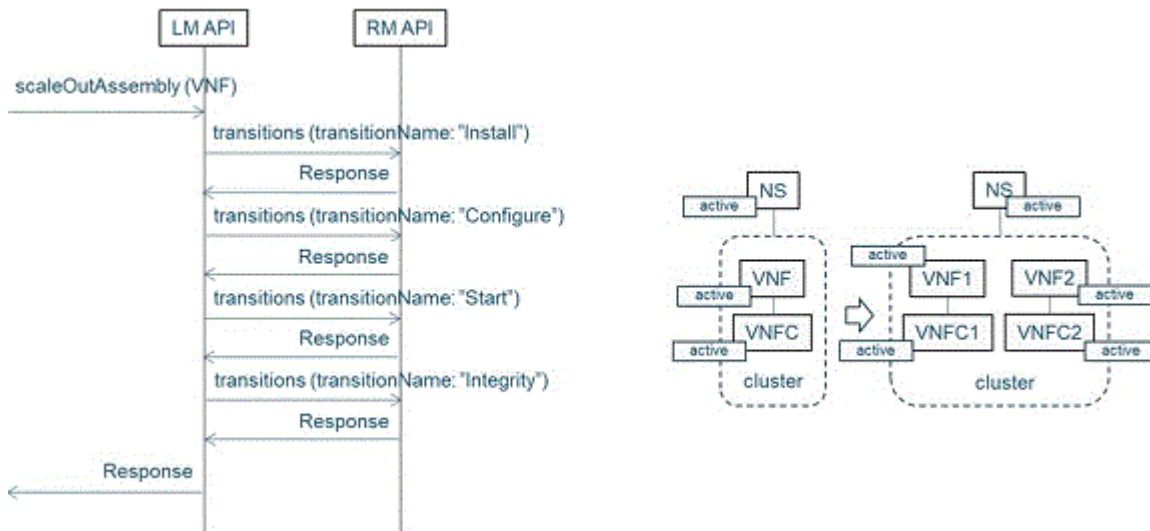 LM API
RM API
scaleOutAssembly (VNF)
transitions (transitionName: "Install")
Response
transitions (transitionName: "Configure")
Response
transitions (transitionName: "Start")
Response
transitions (transitionName: "Integrity")
Response
Response
NS
active
VNF
active
VNFC
active
cluster
NS
active
active
VNF1
VNF2
active
VNFC1
VNFC2
active
active
cluster